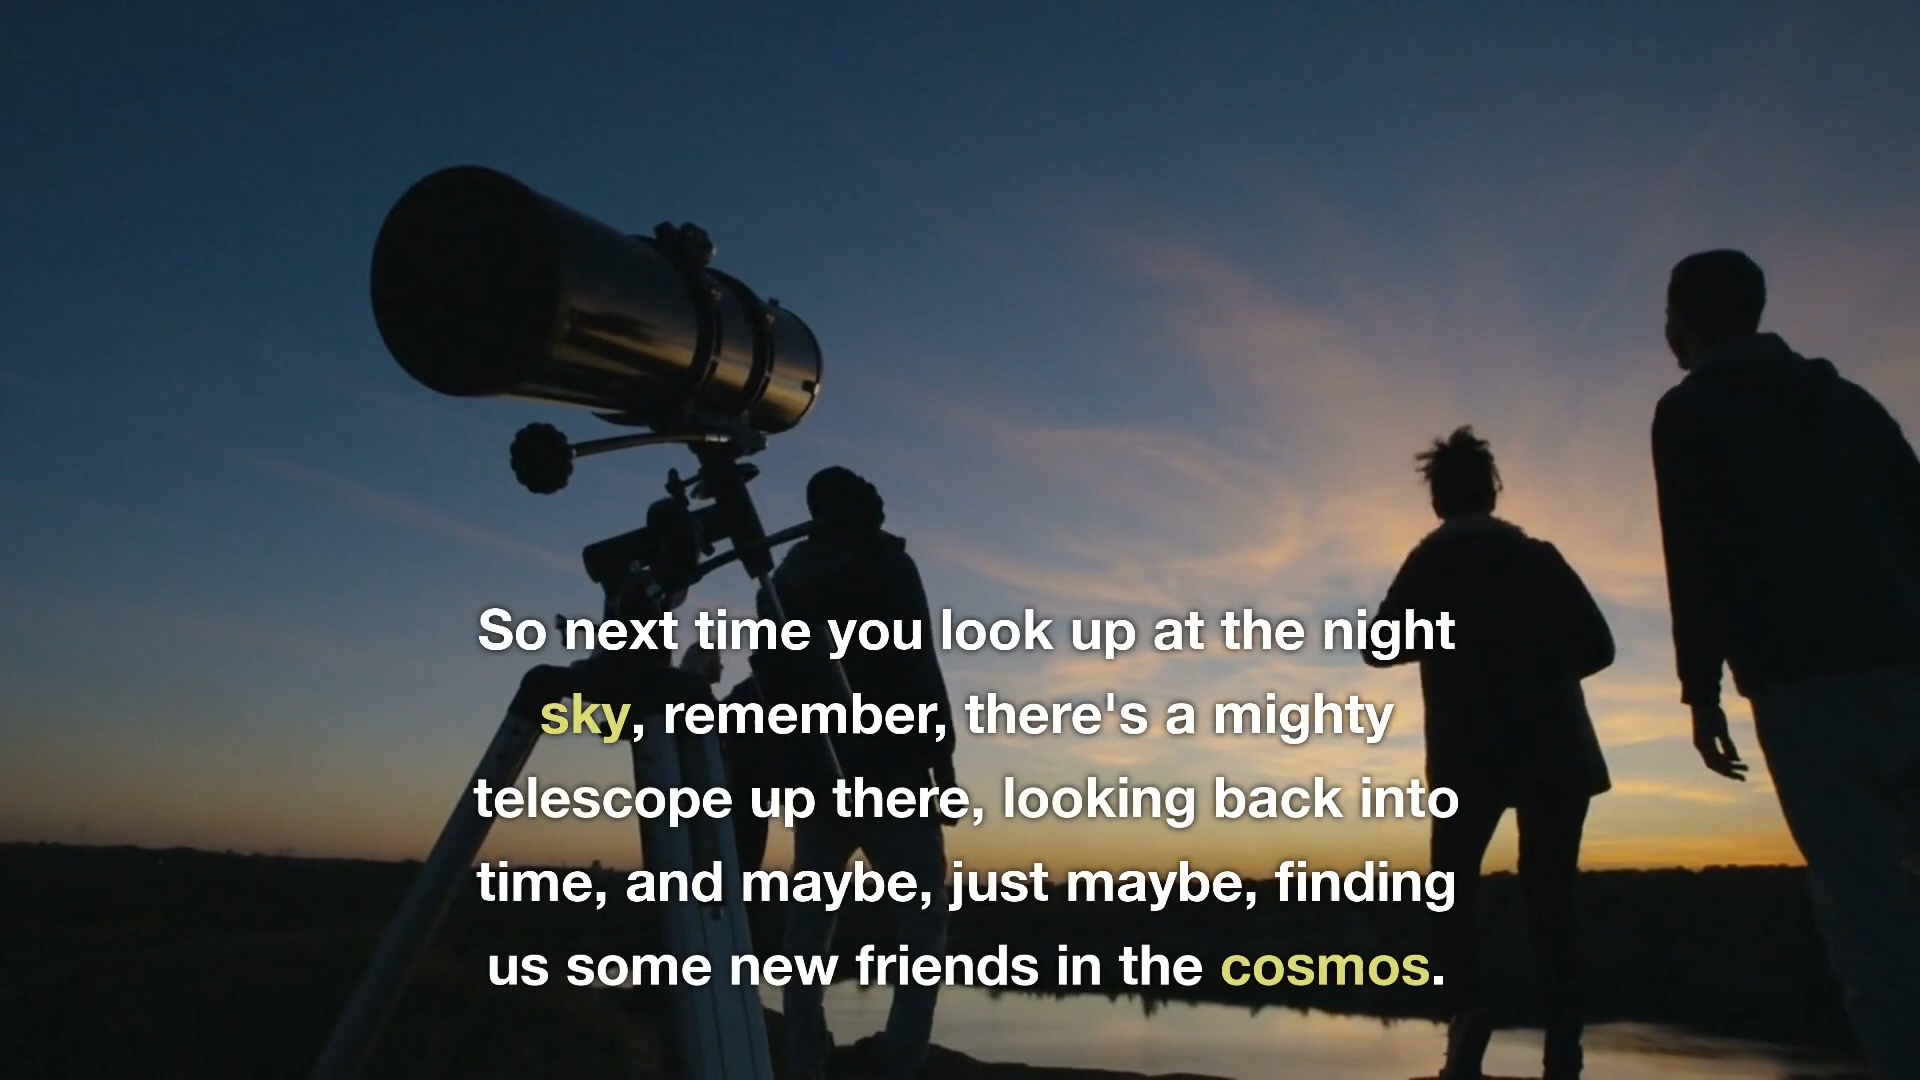 So next time you look up at the night
sky, remember, there's a mighty
telescope up there, looking back into
time, and maybe, just maybe, finding
us some new friends in the cosmos.